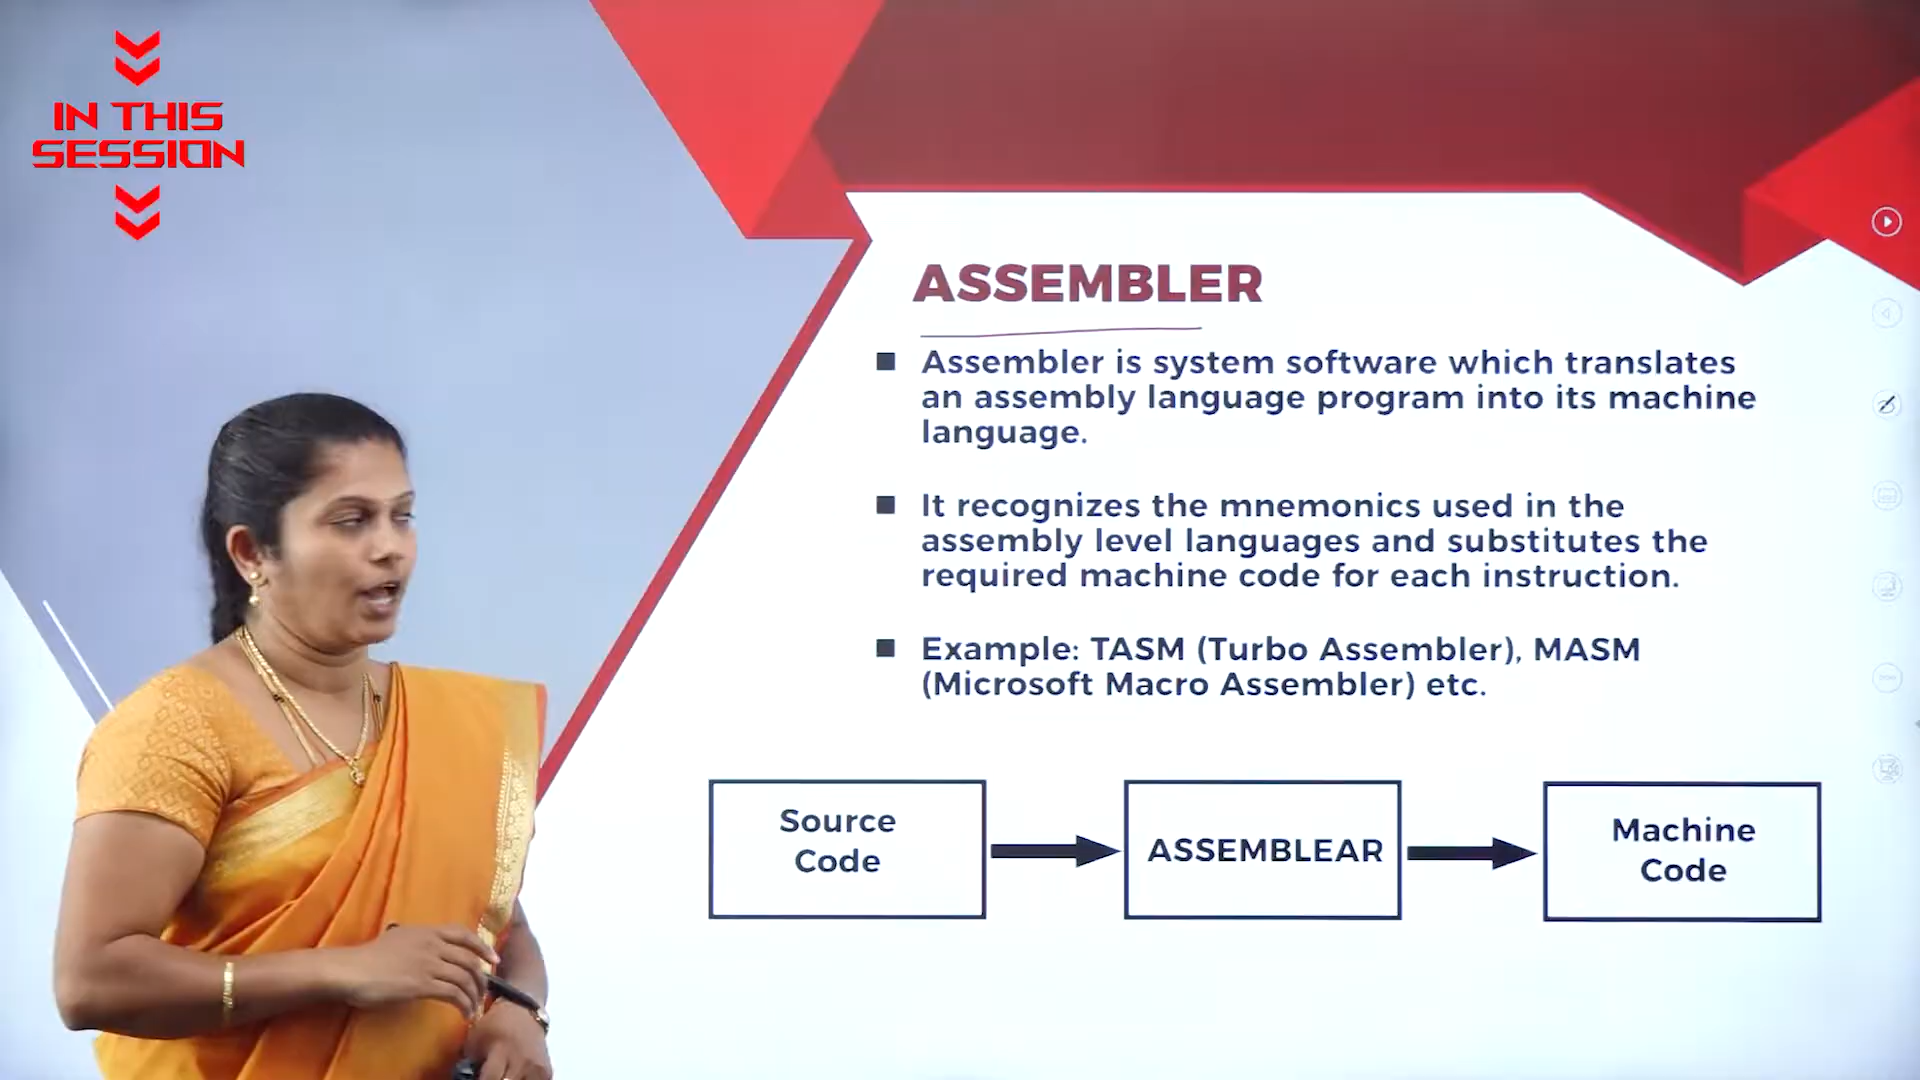 IN THIS
SESSION
ASSEMBLER
Assembler is system software which translates
an assembly language program into its machine
language.
It recognizes the mnemonics used in the
assembly level languages and substitutes the
required machine code for each instruction.
Example: TASM (Turbo Assembler), MASM
(Microsoft Macro Assembler) etc.
Source
Code
ASSEMBLEAR
Machine
Code